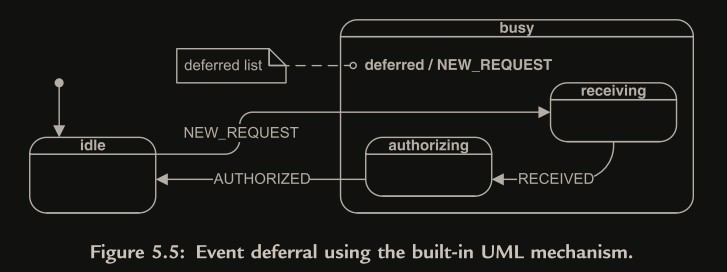 busy
deferred list
deferred / NEW_REQUEST
receiving
NEW_REQUEST
idle
authorizing
AUTHORIZED
RECEIVED
Figure 5.5: Event deferral using the built-in UML mechanism.